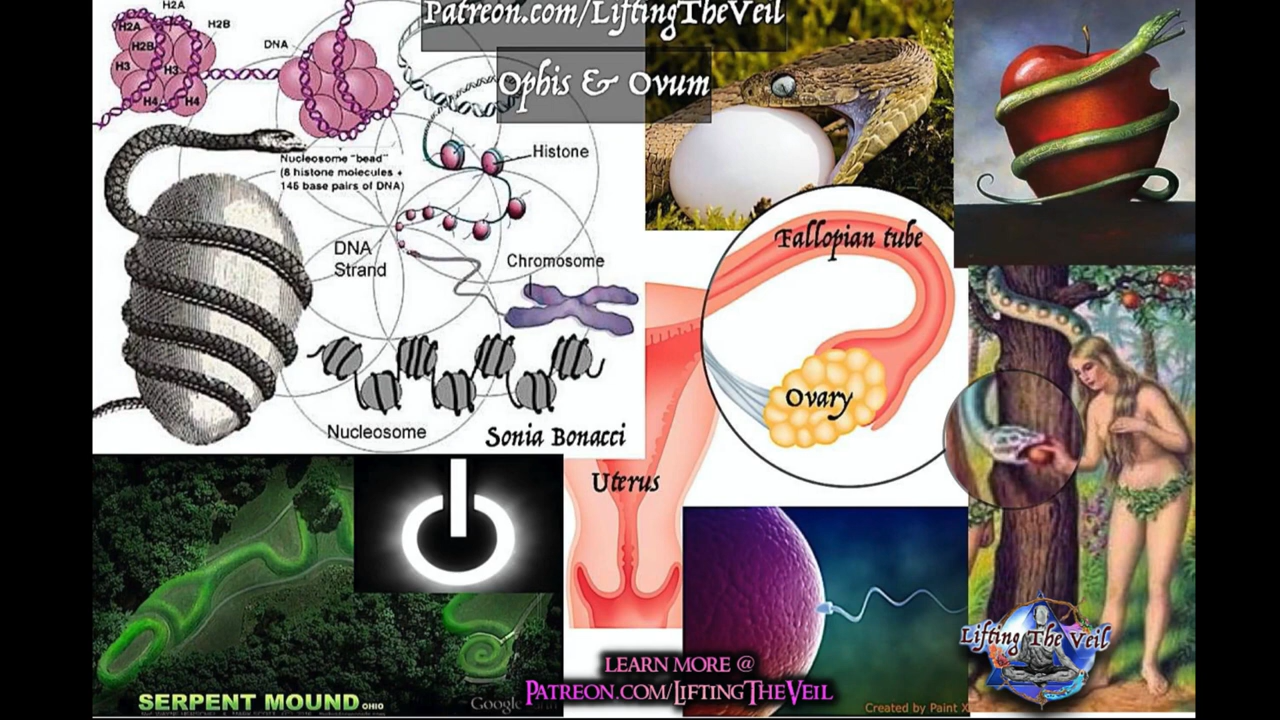 Patreon.com/LiftingTheVeil
Ophis & Ovum
H2A
H2A
H2B
H2B
H3
H3
H4
H4
DNA
Nucleosome "bead"
(8 histone molecules +
146 base pairs of DNA)
Histone
DNA
Strand
Chromosome
Nucleosome
Sonia Bonacci
Fallopian tube
Ovary
Uterus
SERPENT MOUND OHIO
Google
LEARN MORE @
PATREON.COM/LIFTINGTHEVEIL
Created by Paint X
Lifting The Veil